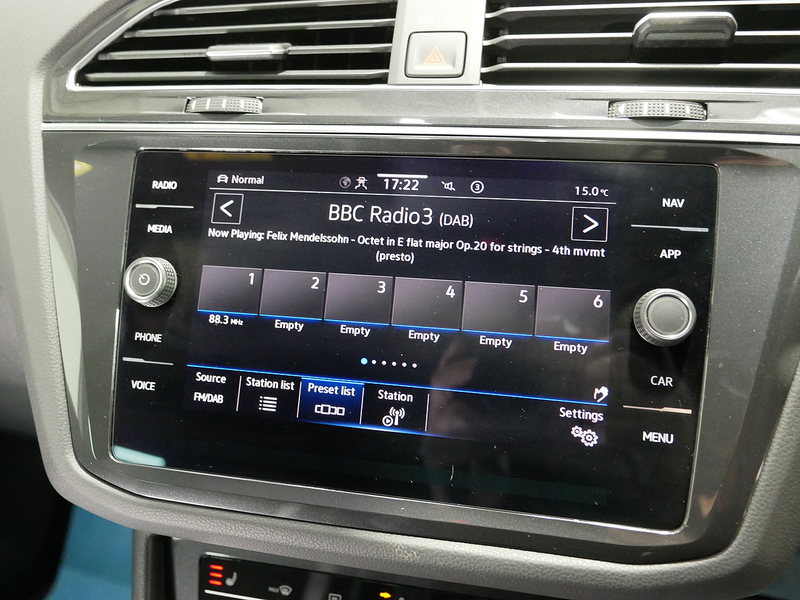 RADIO
MEDIA
PHONE
VOICE
NAV
APP
CAR
MENU
Normal
17:22
3
15.0°C
< BBC Radio3 (DAB) >
Now Playing: Felix Mendelssohn - Octet in E flat major Op.20 for strings - 4th mvmt
(presto)
1 2 3 4 5 6
88.3 MHz Empty Empty Empty Empty Empty
Source Station list Preset list Station
FM/DAB
Settings